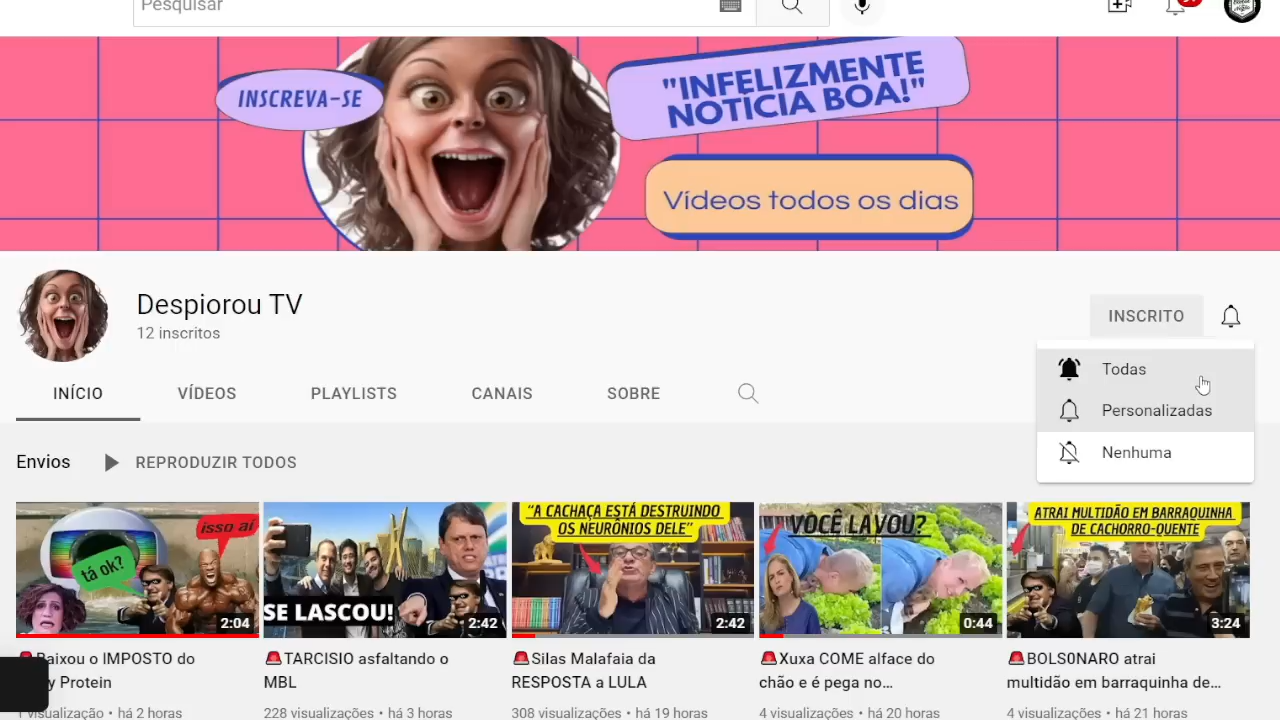 Pesquisar
INSCREVA-SE
"INFELIZMENTE
NOTÍCIA BOA!"
Vídeos todos os dias
Despiorou TV
12 inscritos
INSCRITO
Todas
Personalizadas
Nenhuma
INÍCIO
VÍDEOS
PLAYLISTS
CANAIS
SOBRE
Envios
REPRODUZIR TODOS
isso aí
tá ok?
2:04
SE LASCOU!
2:42
"A CACHAÇA ESTÁ DESTRUINDO
OS NEURÔNIOS DELE"
2:42
VOCÊ LAVOU?
0:44
ATRAI MULTIDÃO EM BARRAQUINHA
DE CACHORRO-QUENTE
3:24
Baixou o IMPOSTO do
y Protein
visualização • há 2 horas
TARCISIO asfaltando o
MBL
228 visualizações • há 3 horas
Silas Malafaia da
RESPOSTA a LULA
308 visualizações • há 19 horas
Xuxa COME alface do
chão e é pega no...
4 visualizações • há 20 horas
BOLS0NARO atrai
multidão em barraquinha de...
4 visualizações • há 21 horas